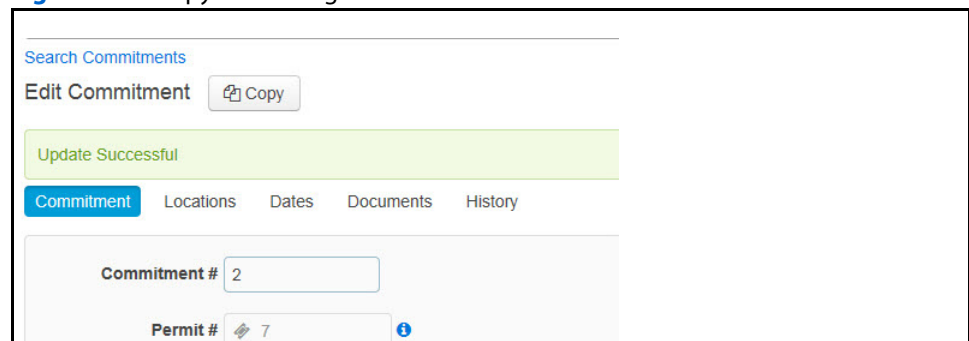 Search Commitments
Edit Commitment Copy
Update Successful
Commitment Locations Dates Documents History
Commitment # 2
Permit # 7